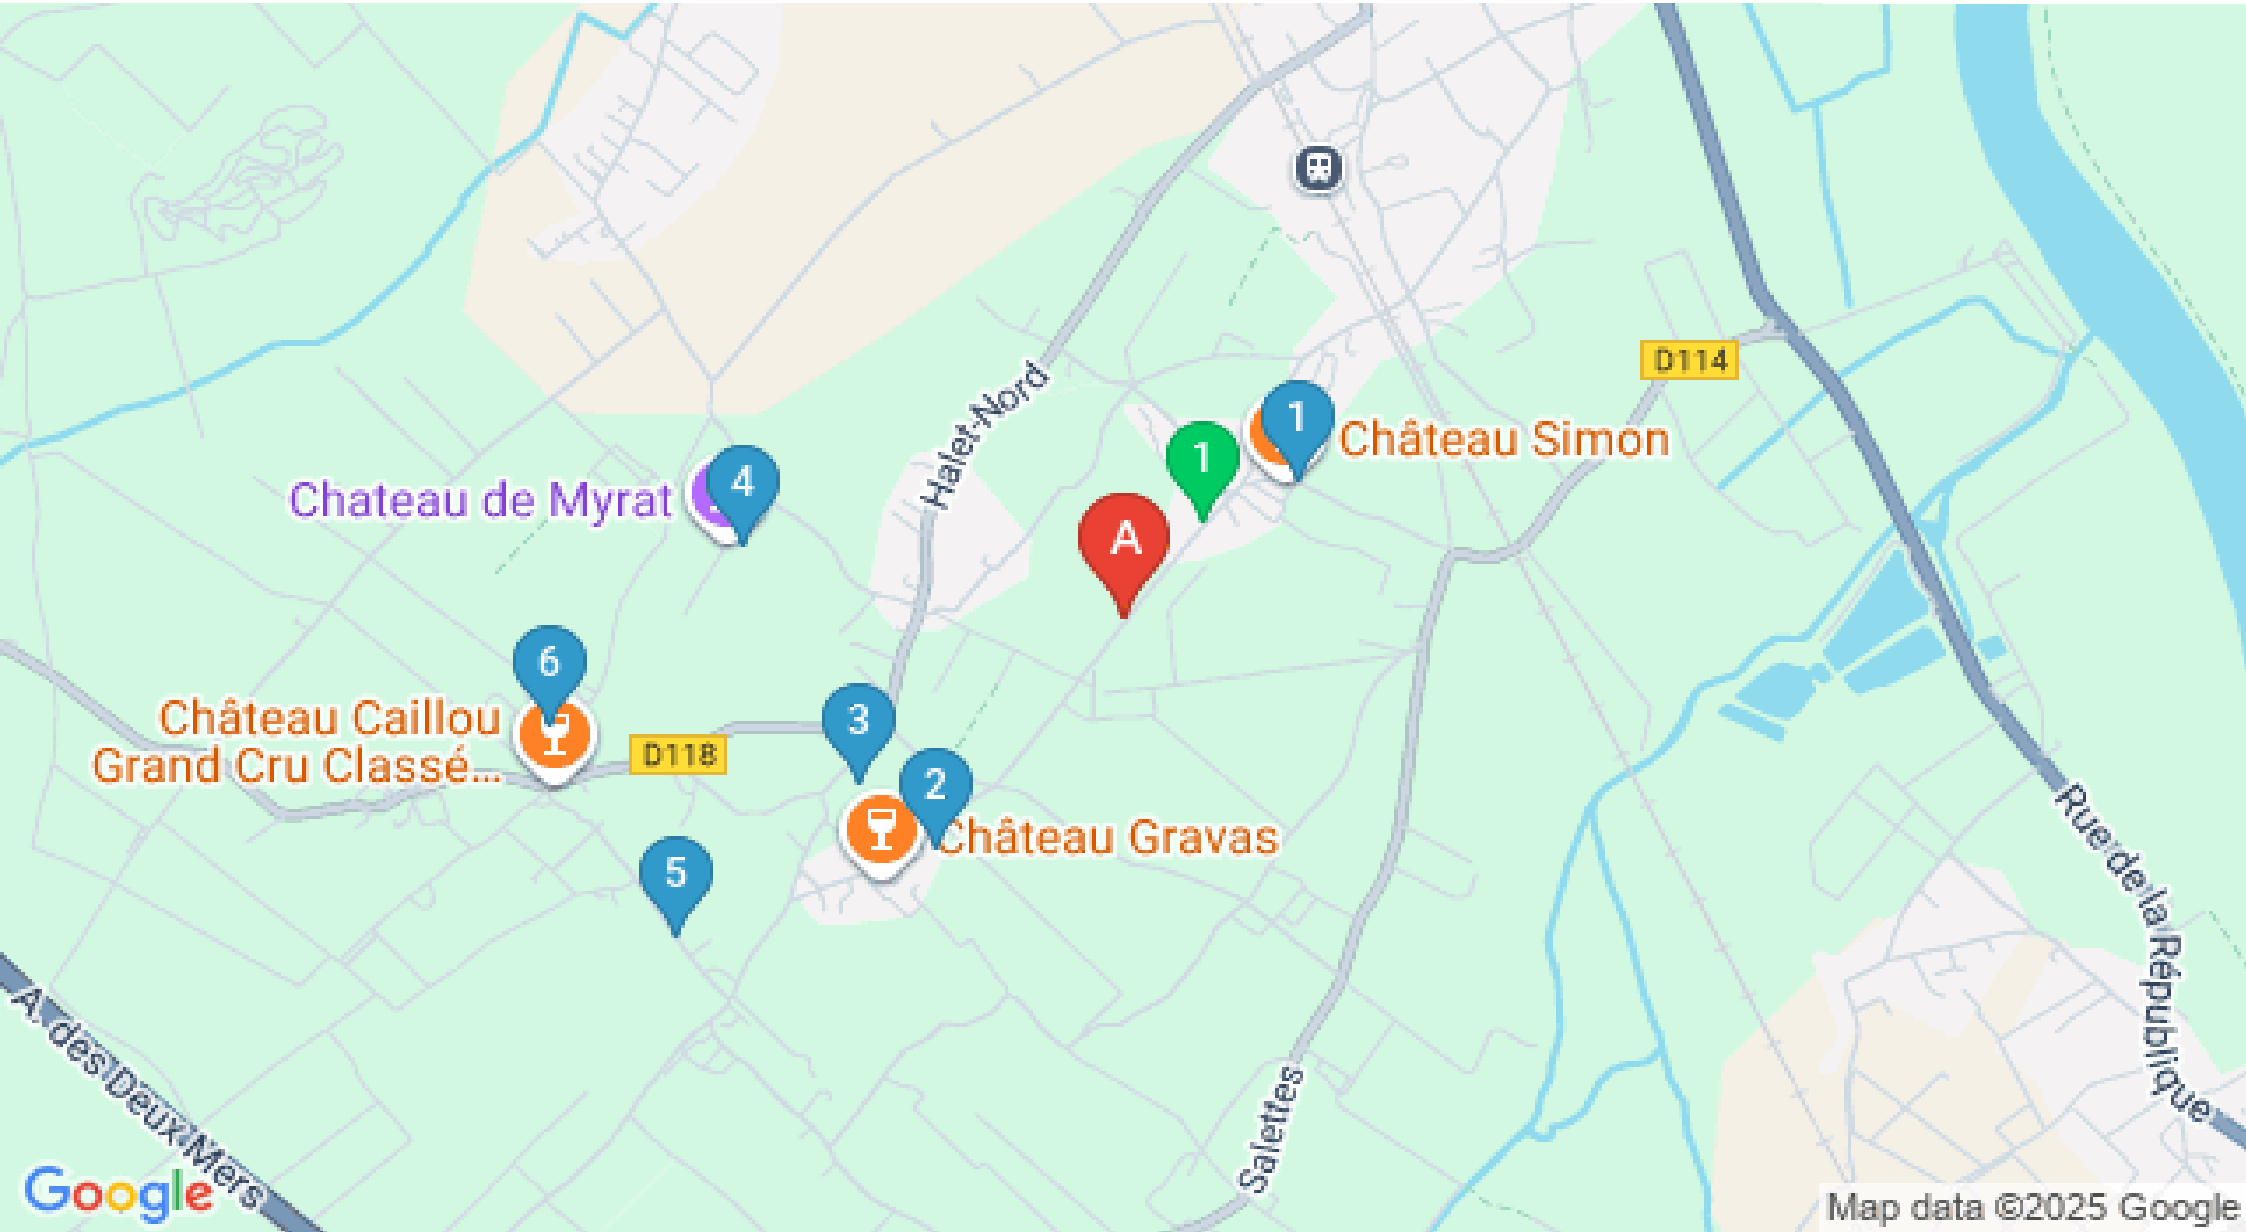 Halet-Nord
D114
1
Château Simon
1
4
Chateau de Myrat
A
6
Château Caillou
Grand Cru Classé...
D118
3
2
Château Gravas
5
Rue de la République
A. des Deux Mers
Salettes
Google
Map data ©2025 Google